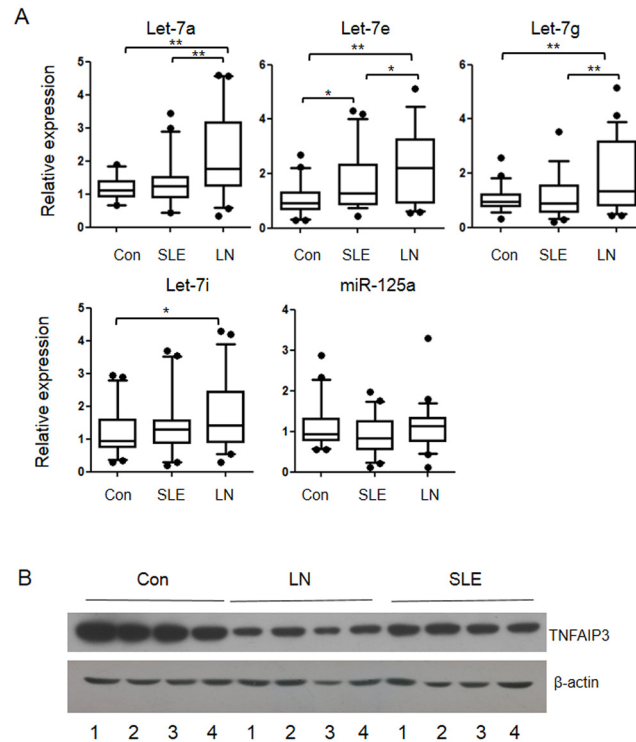 A
Let-7a
Let-7e
Let-7g
** ** ** 
** * * **
Relative expression
5
4
3
2
1
0
6
4
2
0
6
4
2
0
Con SLE LN
Con SLE LN
Con SLE LN
Let-7i
miR-125a
*
Relative expression
5
4
3
2
1
0
4
3
2
1
0
Con SLE LN
Con SLE LN
B
Con LN SLE
TNFAIP3
β-actin
1 2 3 4 1 2 3 4 1 2 3 4